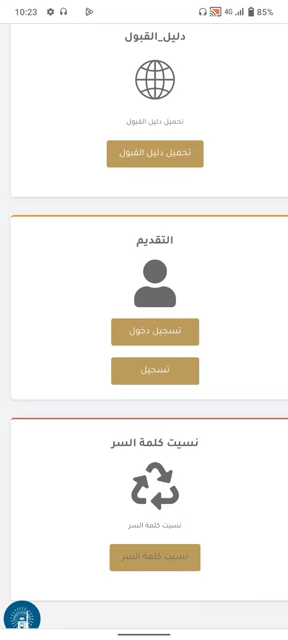 10:23
4G
85%
دليل_القبول
تحميل دليل القبول
تحميل دليل القبول
التقديم
تسجيل دخول
تسجيل
نسيت كلمة السر
نسيت كلمة السر
نسيت كلمة السر